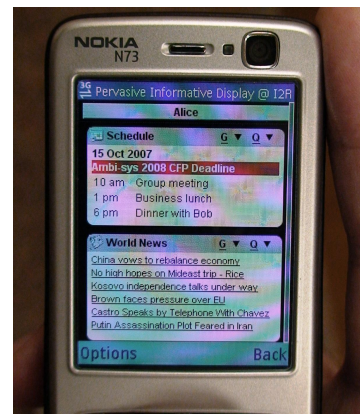 NOKIA
N73
3G
Pervasive Informative Display @ I2R
Alice
Schedule G ▼ Q ▼
15 Oct 2007
Ambi-sys 2008 CFP Deadline
10 am Group meeting
1 pm Business lunch
6 pm Dinner with Bob
World News G ▼ Q ▼
China vows to rebalance economy
No high hopes on Mideast trip - Rice
Kosovo independence talks under way
Brown faces pressure over EU
Castro Speaks by Telephone With Chavez
Putin Assassination Plot Feared in Iran
Options Back